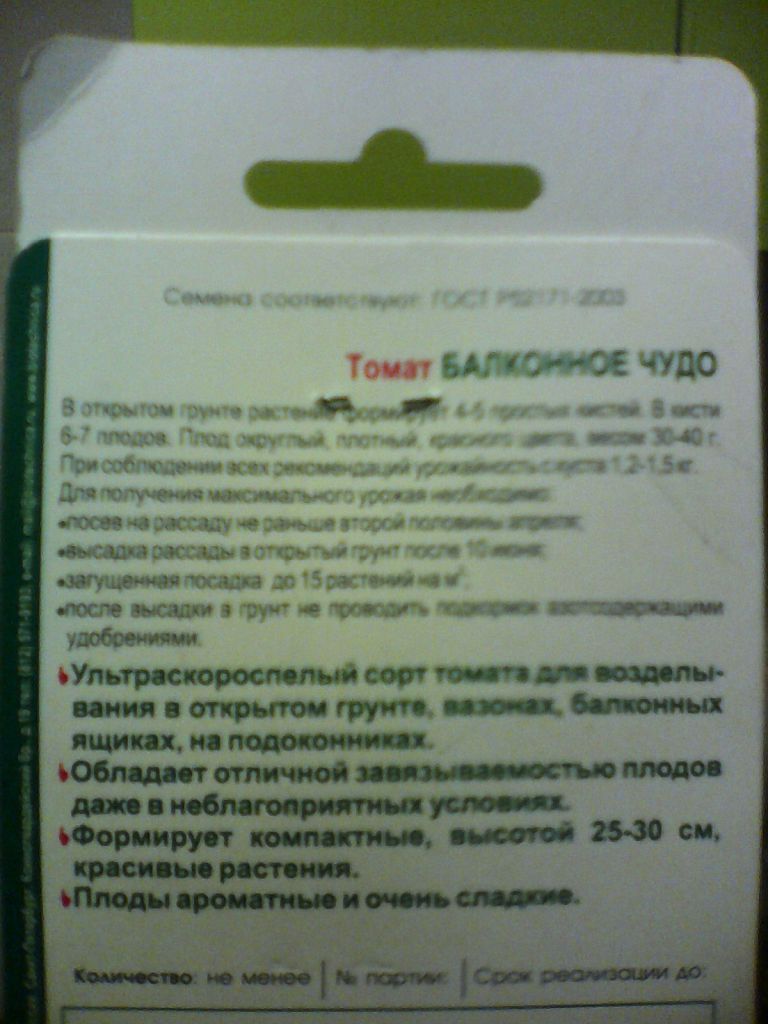 Семена соответствуют: ГОСТ Р52171-2003
Томат БАЛКОННОЕ ЧУДО
В открытом грунте растение формирует 4-5 простых кистей. В кисти
6-7 плодов. Плод округлый, плотный, красного цвета, весом 30-40 г.
При соблюдении всех рекомендаций урожайность с куста 1,2-1,5 кг.
Для получения максимального урожая необходимо:
•посев на рассаду не раньше второй половины апреля;
•высадка рассады в открытый грунт после 10 июня;
•загущенная посадка до 15 растений на м²;
•после высадки в грунт не проводить подкормок азотсодержащими
удобрениями.
Ультраскороспелый сорт томата для возделы-
вания в открытом грунте, вазонах, балконных
ящиках, на подоконниках.
Обладает отличной завязываемостью плодов
даже в неблагоприятных условиях.
Формирует компактные, высотой 25-30 см,
красивые растения.
Плоды ароматные и очень сладкие.
Количество: не менее | № партии: | Срок реализации до: